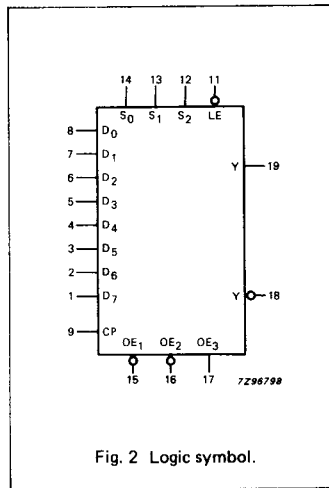 14 13 12 11
S0 S1 S2 LE
8 D0
7 D1
6 D2
5 D3
4 D4
3 D5
2 D6
1 D7
9 CP
Y 19
Y 18
OE1 OE2 OE3
15 16 17
7Z96798
Fig. 2 Logic symbol.